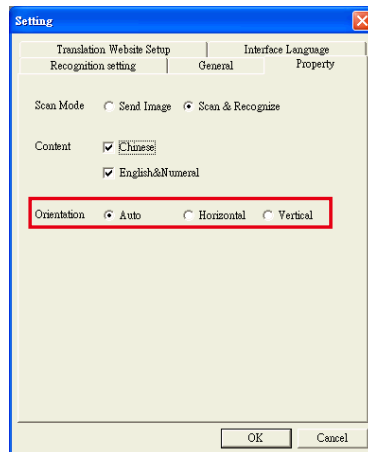 Setting
Translation Website Setup Interface Language
Recognition setting General Property
Scan Mode Send Image Scan & Recognize
Content Chinese
English&Numeral
Orientation Auto Horizontal Vertical
OK Cancel